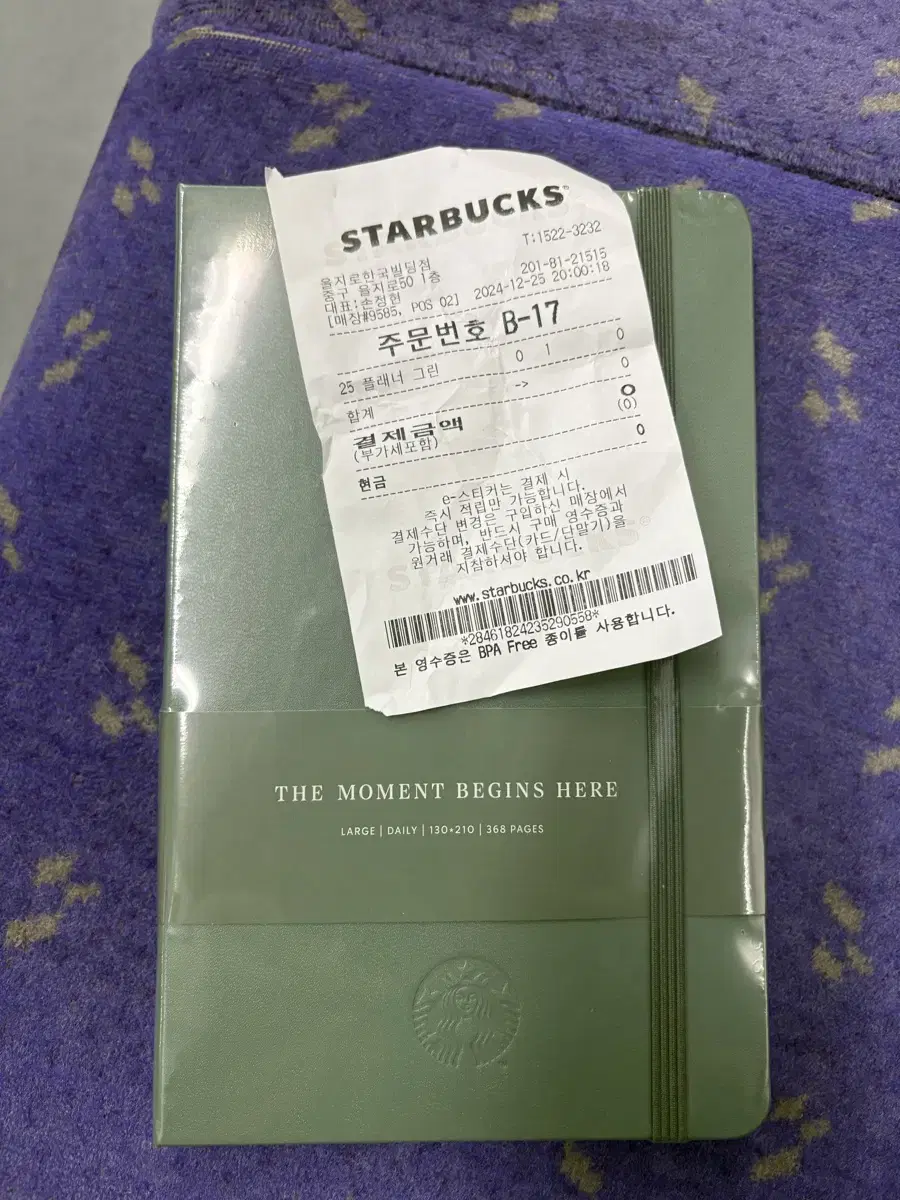 STARBUCKS
T:1522-3232
을지로한국빌딩점
중구 을지로50 1층 201-81-21515
대표:손정현
[매장#9585, POS 02] 2024-12-25 20:00:18
주문번호 B-17
25 플래너 그린 0 1 0
합계 -> 0
결제금액 0
(부가세포함) (0)
현금 0
e-스티커는 결제 시
즉시 적립만 가능합니다.
결제수단 변경은 구입하신 매장에서
가능하며, 반드시 구매 영수증과
원거래 결제수단(카드/단말기)을
지참하셔야 합니다.
www.starbucks.co.kr
*28461824235290558*
본 영수증은 BPA Free 종이를 사용합니다.
THE MOMENT BEGINS HERE
LARGE | DAILY | 130*210 | 368 PAGES